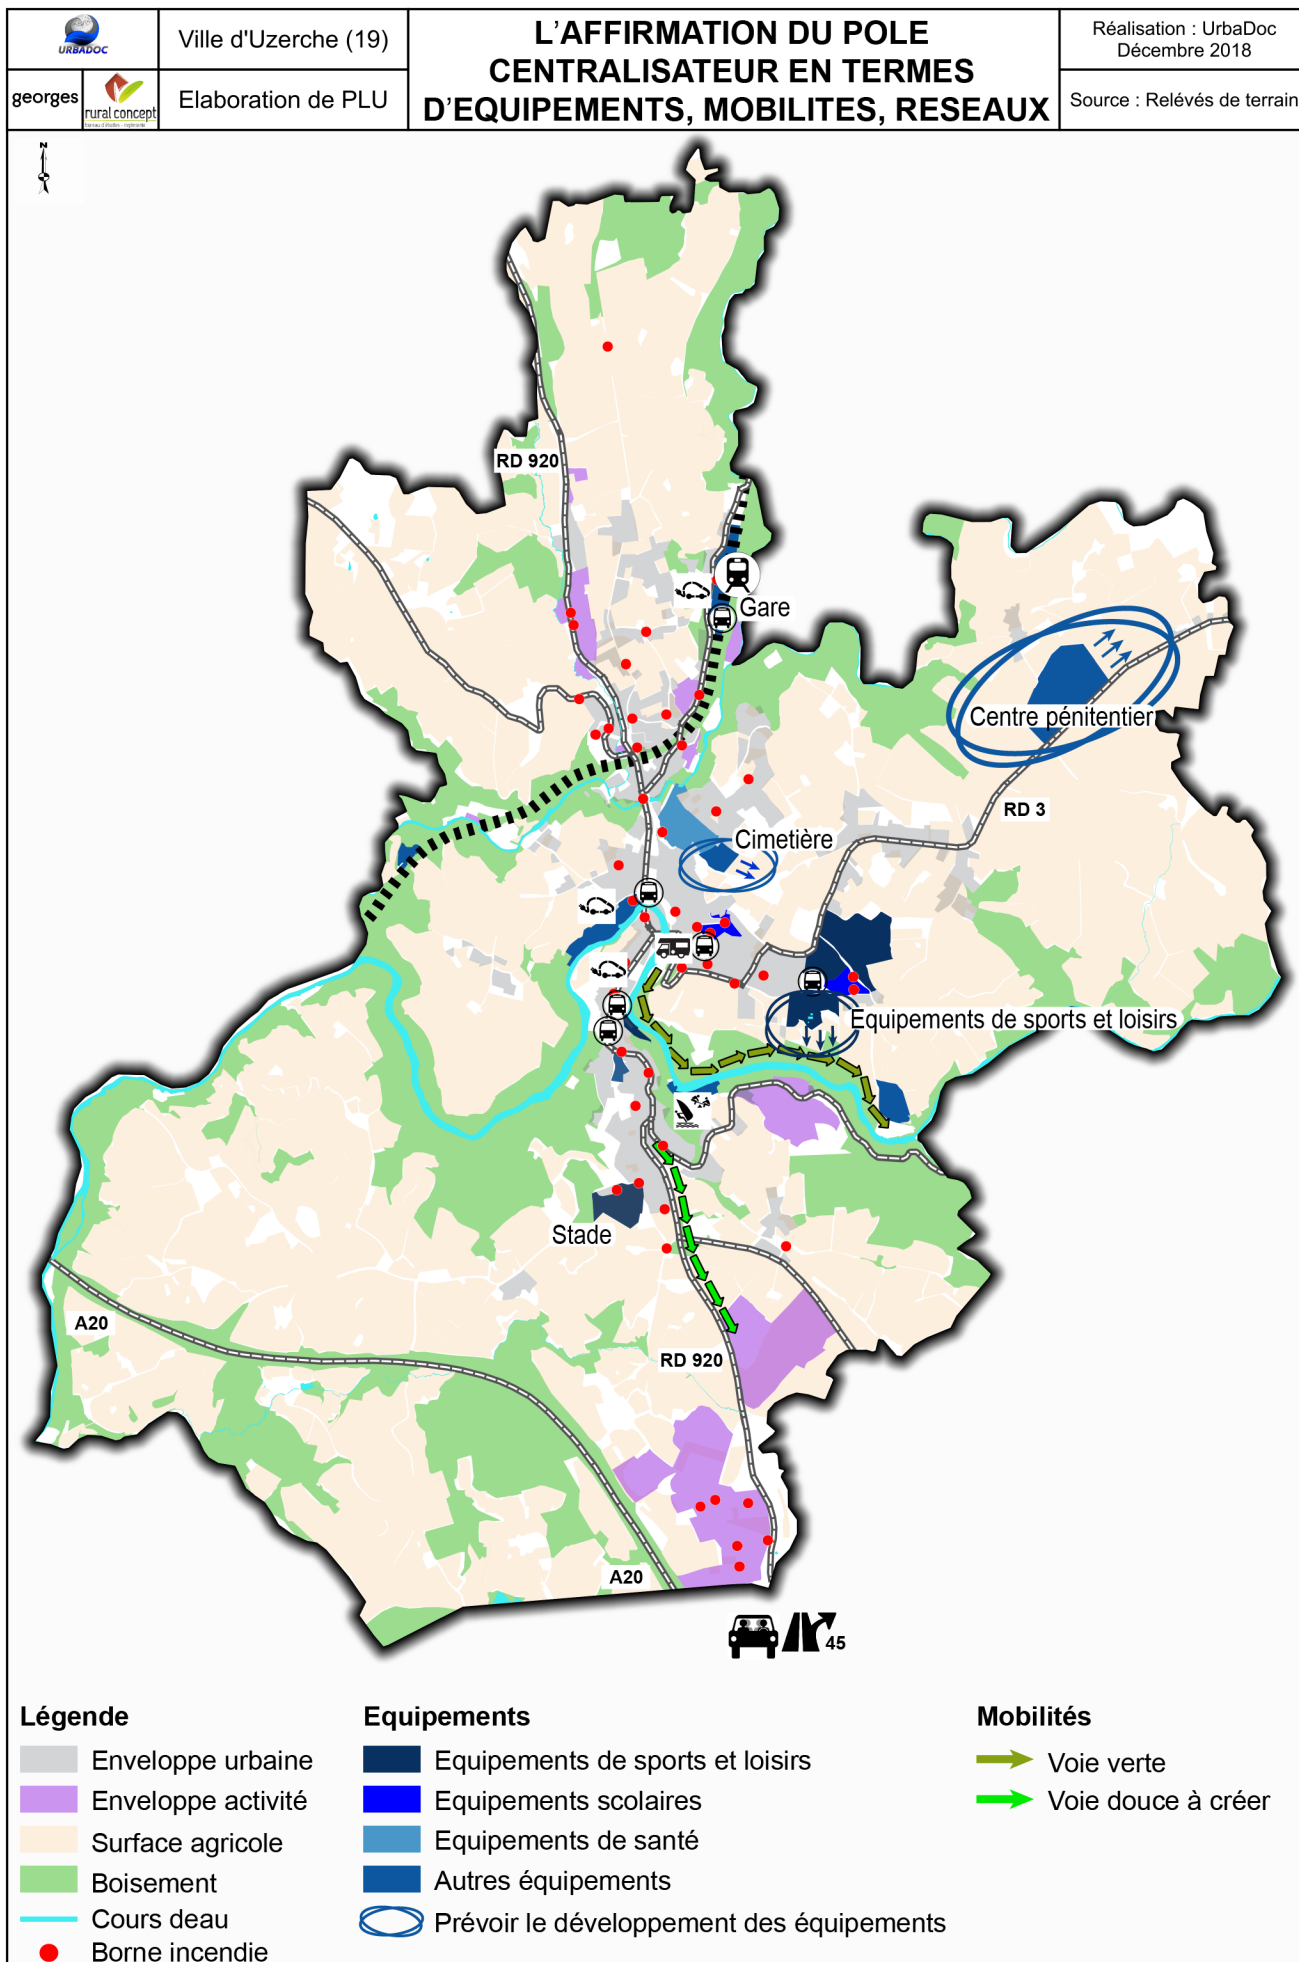 URBADOC
Ville d'Uzerche (19)
georges
rural concept
Elaboration de PLU
L'AFFIRMATION DU POLE
CENTRALISATEUR EN TERMES
D'EQUIPEMENTS, MOBILITES, RESEAUX
Réalisation : UrbaDoc
Décembre 2018
Source : Relévés de terrain
N
RD 920
Gare
Centre pénitentier
RD 3
Cimetière
Equipements de sports et loisirs
Stade
A20
RD 920
A20
45
Légende
Enveloppe urbaine
Enveloppe activité
Surface agricole
Boisement
Cours deau
Borne incendie
Equipements
Equipements de sports et loisirs
Equipements scolaires
Equipements de santé
Autres équipements
Prévoir le développement des équipements
Mobilités
Voie verte
Voie douce à créer